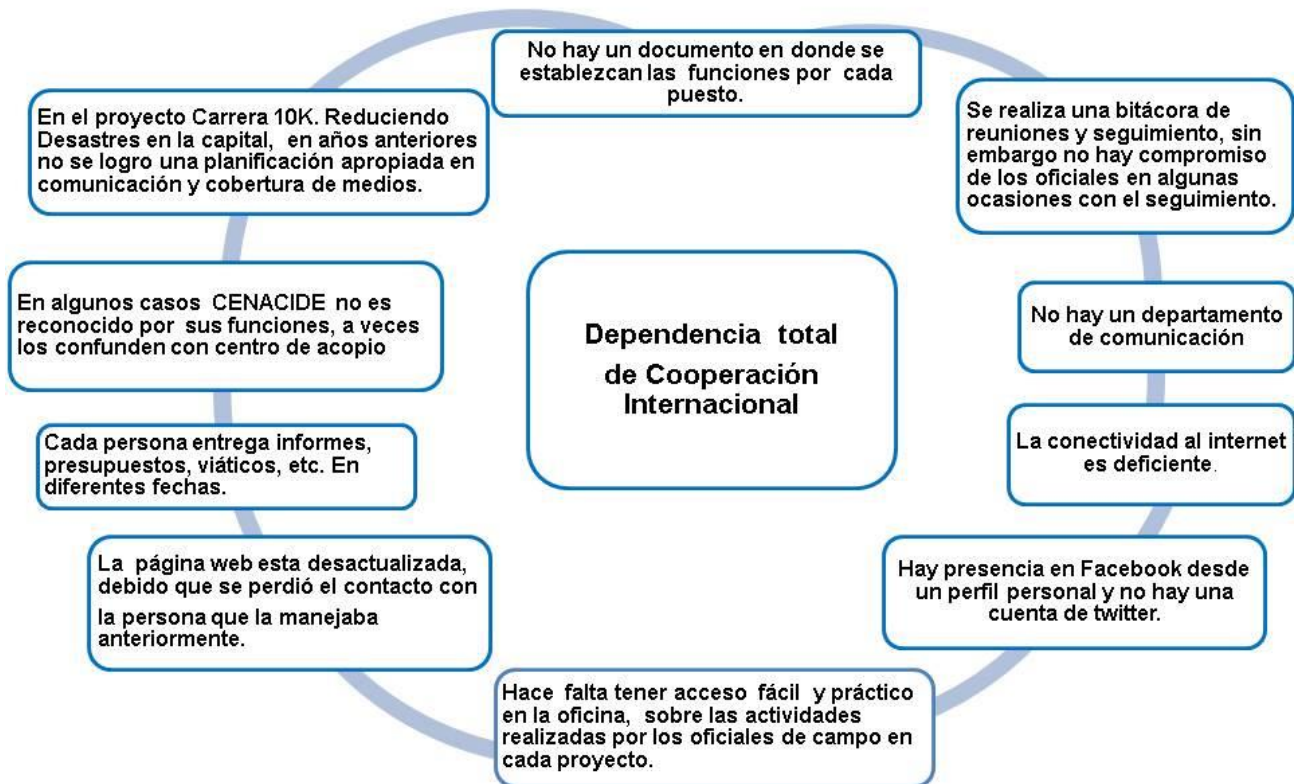 No hay un documento en donde se
establezcan las funciones por cada
puesto.
Se realiza una bitácora de
reuniones y seguimiento, sin
embargo no hay compromiso
de los oficiales en algunas
ocasiones con el seguimiento.
No hay un departamento
de comunicación
La conectividad al internet
es deficiente.
Hay presencia en Facebook desde
un perfil personal y no hay una
cuenta de twitter.
Hace falta tener acceso fácil y práctico
en la oficina, sobre las actividades
realizadas por los oficiales de campo en
cada proyecto.
La página web esta desactualizada,
debido que se perdió el contacto con
la persona que la manejaba
anteriormente.
Cada persona entrega informes,
presupuestos, viáticos, etc. En
diferentes fechas.
En algunos casos CENACIDE no es
reconocido por sus funciones, a veces
los confunden con centro de acopio
En el proyecto Carrera 10K. Reduciendo
Desastres en la capital, en años anteriores
no se logro una planificación apropiada en
comunicación y cobertura de medios.
Dependencia total
de Cooperación
Internacional